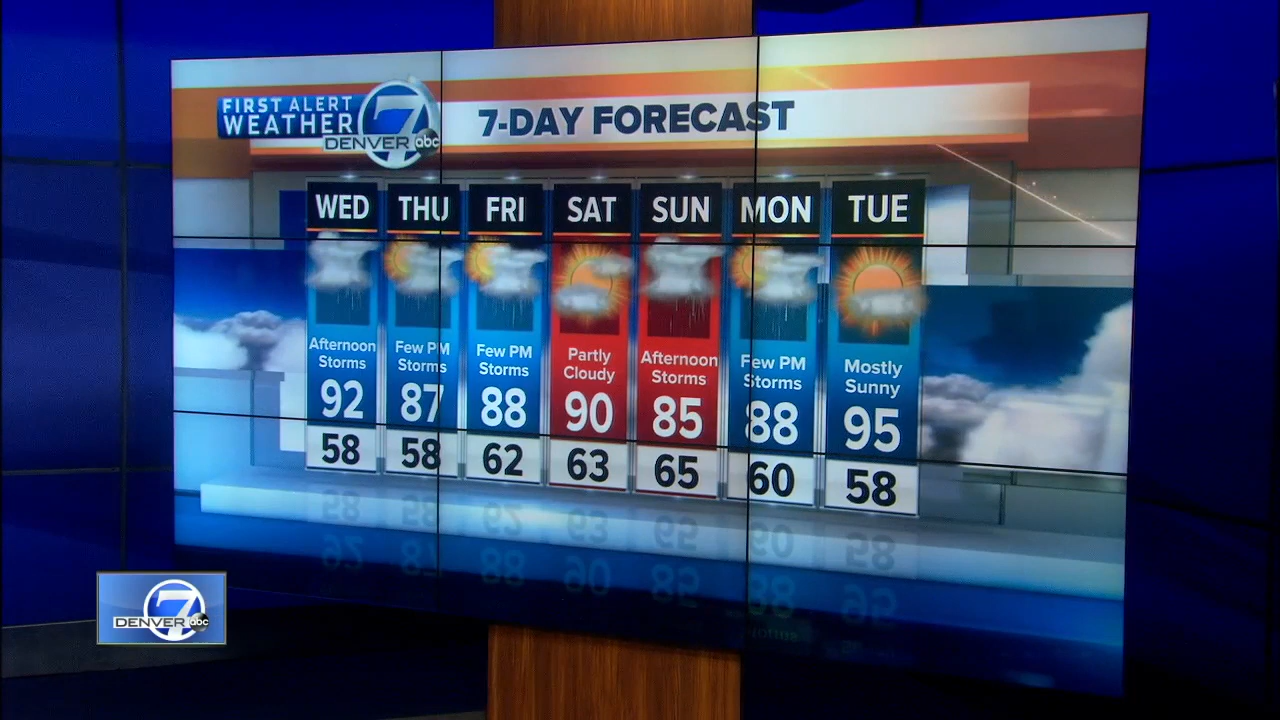 FIRST ALERT
WEATHER
7
DENVER abc
7-DAY FORECAST
WED THU FRI SAT SUN MON TUE
Afternoon Storms Few PM Storms Few PM Storms Partly Cloudy Afternoon Storms Few PM Storms Mostly Sunny
92 87 88 90 85 88 95
58 58 62 63 65 60 58
7
DENVER abc